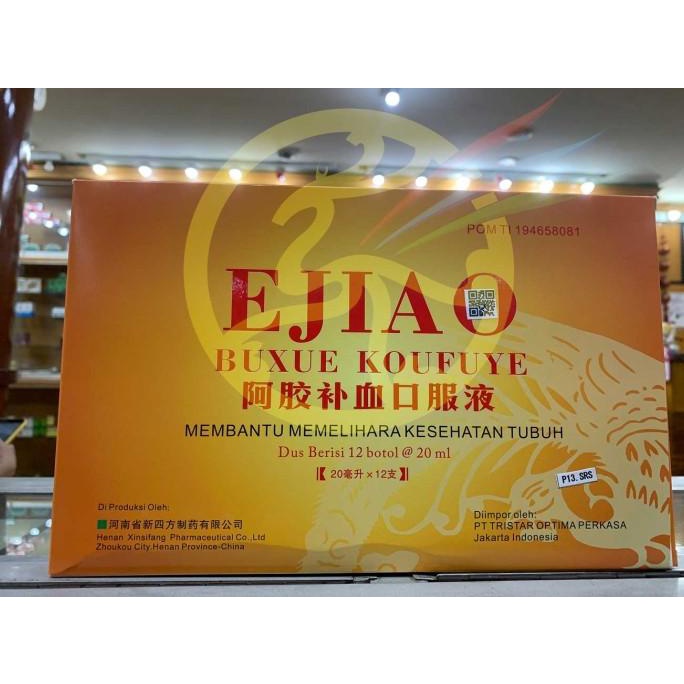 POM TI 194658081
EJIAO
BUXUE KOUFUYE
阿胶补血口服液
MEMBANTU MEMELIHARA KESEHATAN TUBUH
Dus Berisi 12 botol @ 20 ml
【20毫升×12支】
P13.SRS
Di Produksi Oleh:
河南省新四方制药有限公司
Henan Xinsifang Pharmaceutical Co.,Ltd
Zhoukou City.Henan Province-China
Diimpor oleh:
PT TRISTAR OPTIMA PERKASA
Jakarta Indonesia